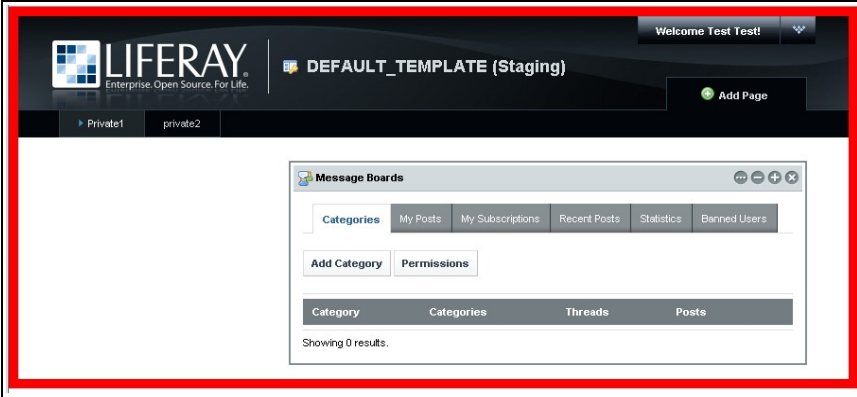 Welcome Test Test!
LIFERAY.
Enterprise. Open Source. For Life.
DEFAULT_TEMPLATE (Staging)
Add Page
Private1 private2
Message Boards
Categories My Posts My Subscriptions Recent Posts Statistics Banned Users
Add Category Permissions
Category Categories Threads Posts
Showing 0 results.